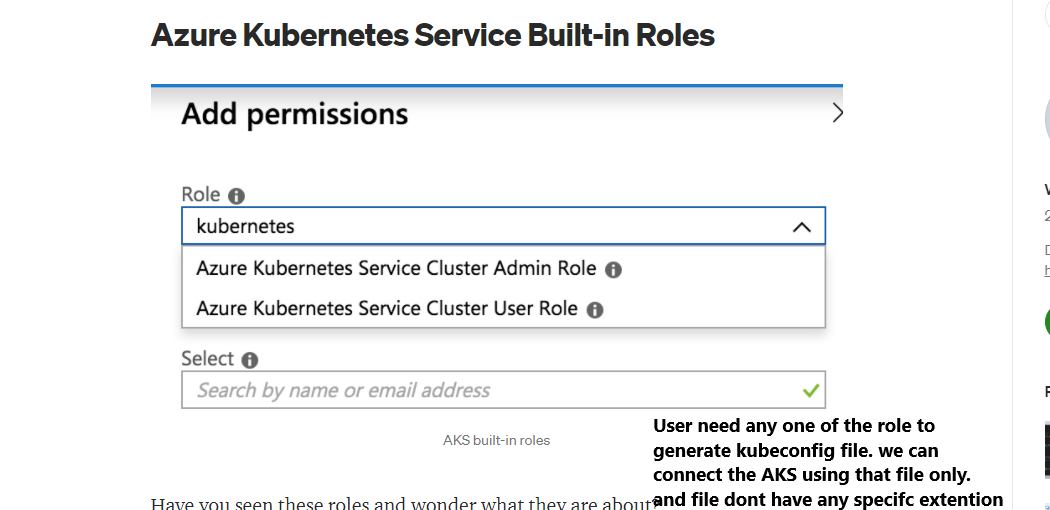 Azure Kubernetes Service Built-in Roles
Add permissions
Role
kubernetes
Azure Kubernetes Service Cluster Admin Role
Azure Kubernetes Service Cluster User Role
Select
Search by name or email address
AKS built-in roles
User need any one of the role to
generate kubeconfig file. we can
connect the AKS using that file only.
and file dont have any specifc extention
Have you seen these roles and wonder what they are about?